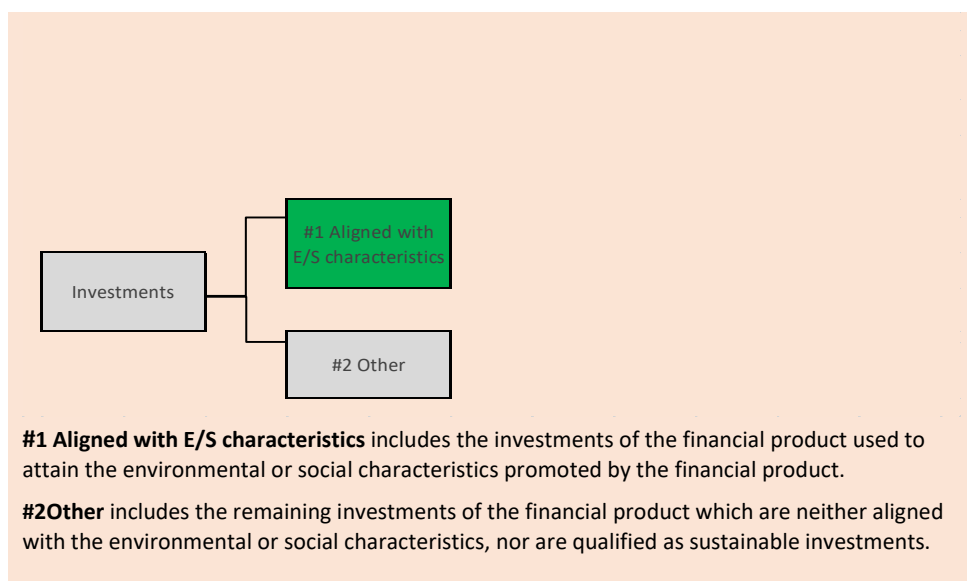 #1 Aligned with
E/S characteristics
Investments
#2 Other
#1 Aligned with E/S characteristics includes the investments of the financial product used to
attain the environmental or social characteristics promoted by the financial product.
#2Other includes the remaining investments of the financial product which are neither aligned
with the environmental or social characteristics, nor are qualified as sustainable investments.